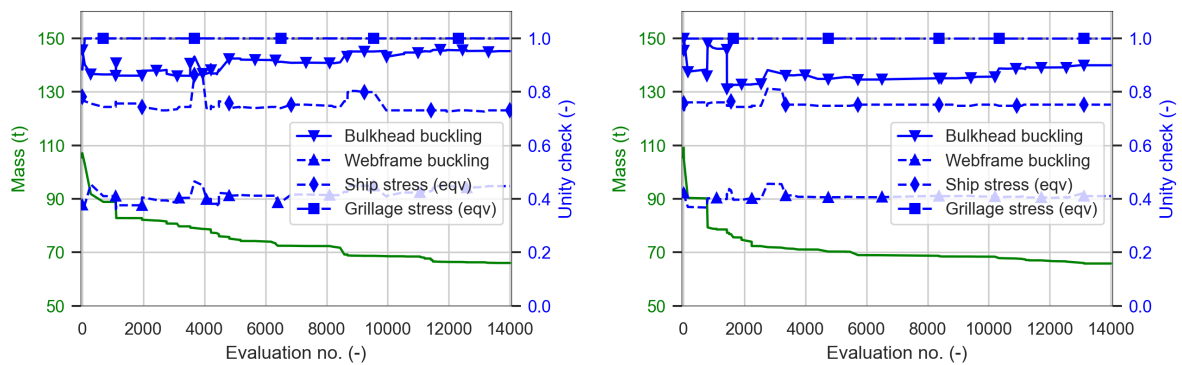 150
130
110
90
70
50
Mass (t)
1.0
0.8
0.6
0.4
0.2
0.0
Unity check (-)
Bulkhead buckling
Webframe buckling
Ship stress (eqv)
Grillage stress (eqv)
0 2000 4000 6000 8000 10000 12000 14000
Evaluation no. (-)
150
130
110
90
70
50
Mass (t)
1.0
0.8
0.6
0.4
0.2
0.0
Unity check (-)
Bulkhead buckling
Webframe buckling
Ship stress (eqv)
Grillage stress (eqv)
0 2000 4000 6000 8000 10000 12000 14000
Evaluation no. (-)